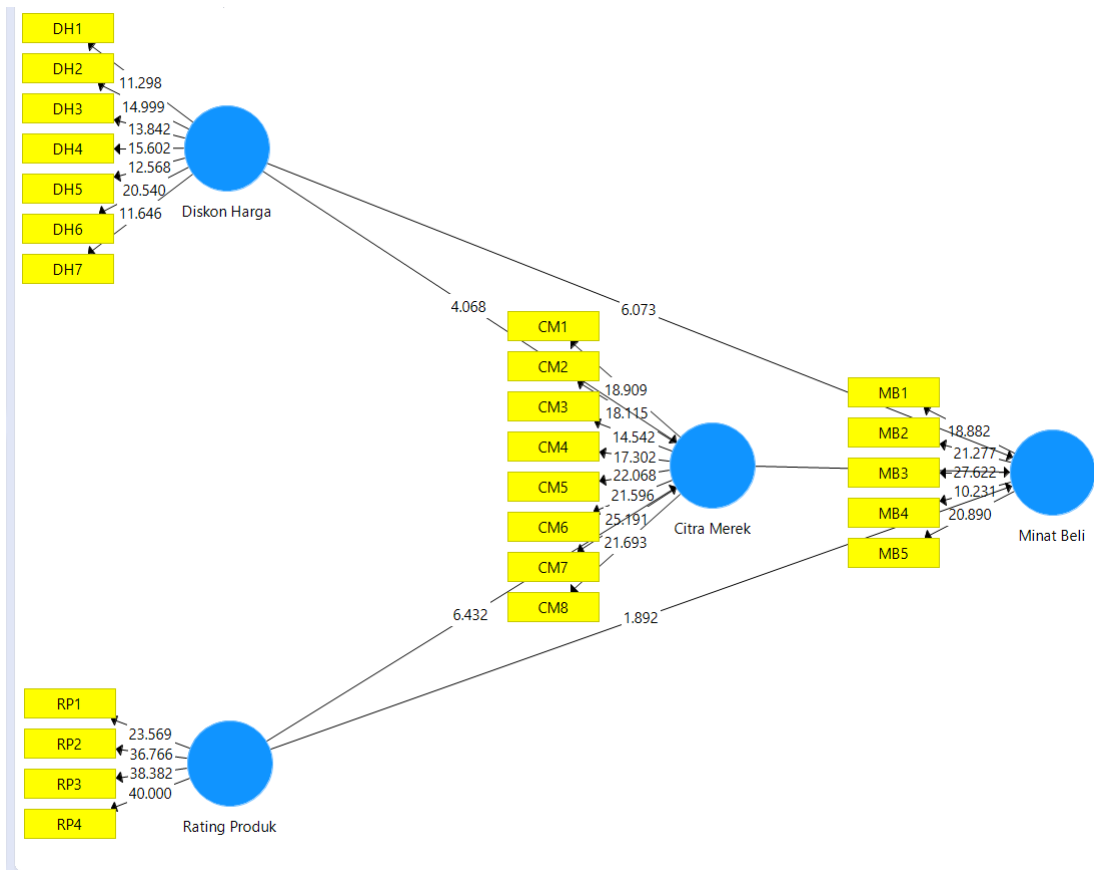 DH1
DH2
DH3
DH4
DH5
DH6
DH7
11.298
14.999
13.842
15.602
12.568
20.540
11.646
Diskon Harga
4.068
6.073
CM1
CM2
CM3
CM4
CM5
CM6
CM7
CM8
18.909
18.115
14.542
17.302
22.068
21.596
25.191
21.693
Citra Merek
MB1
MB2
MB3
MB4
MB5
18.882
21.277
27.622
10.231
20.890
Minat Beli
6.432
1.892
RP1
RP2
RP3
RP4
23.569
36.766
38.382
40.000
Rating Produk